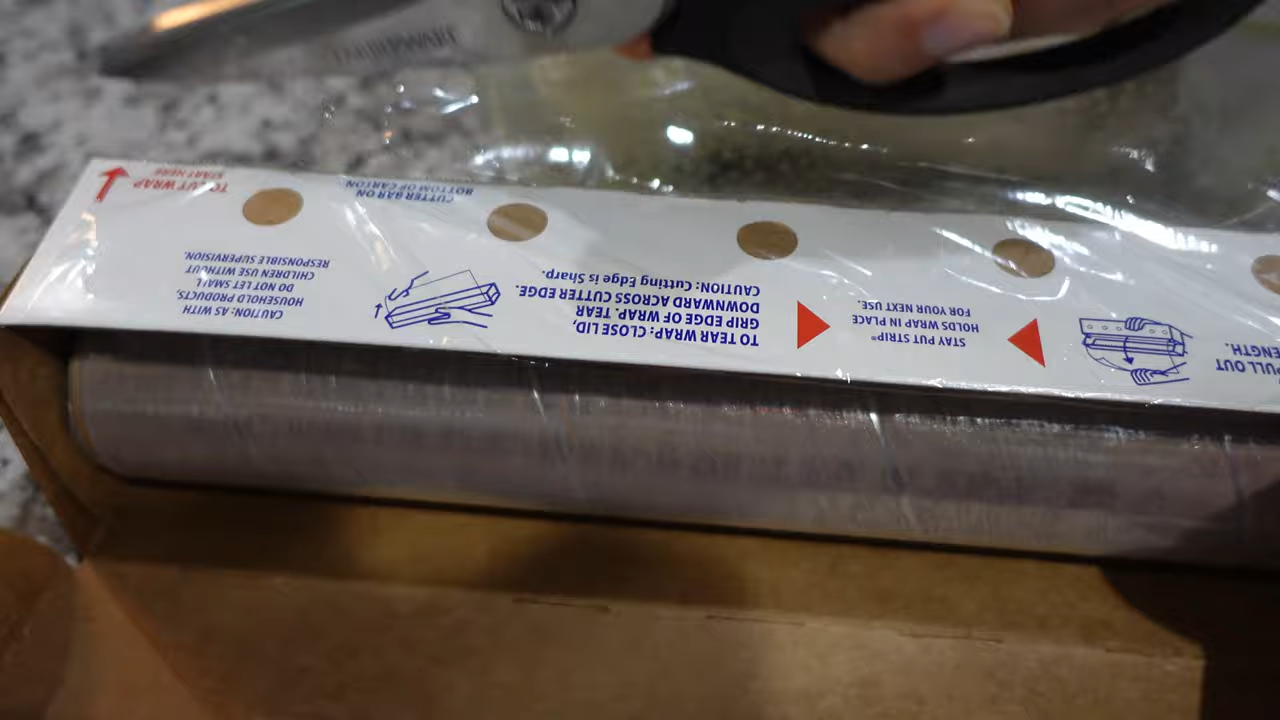 PULL OUT
ENGTH.
STAY PUT STRIP®
HOLDS WRAP IN PLACE
FOR YOUR NEXT USE.
TO TEAR WRAP: CLOSE LID,
GRIP EDGE OF WRAP. TEAR
DOWNWARD ACROSS CUTTER EDGE.
CAUTION: Cutting Edge is Sharp.
CAUTION: AS WITH
HOUSEHOLD PRODUCTS,
DO NOT LET SMALL
CHILDREN USE WITHOUT
RESPONSIBLE SUPERVISION.
CUTTER BAR ON
BOTTOM OF CARTON.
TO CUT WRAP
START HERE